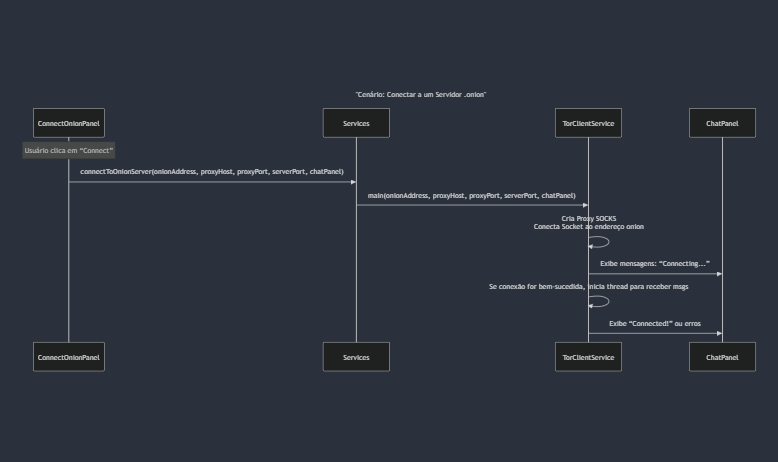 "Cenário: Conectar a um Servidor .onion"
ConnectOnionPanel
Services
TorClientService
ChatPanel
Usuário clica em "Connect"
connectToOnionServer(onionAddress, proxyHost, proxyPort, serverPort, chatPanel)
main(onionAddress, proxyHost, proxyPort, serverPort, chatPanel)
Cria Proxy SOCKS
Conecta Socket ao endereço onion
Exibe mensagens: "Connecting..."
Se conexão for bem-sucedida, inicia thread para receber msgs
Exibe "Connected!" ou erros
ConnectOnionPanel
Services
TorClientService
ChatPanel